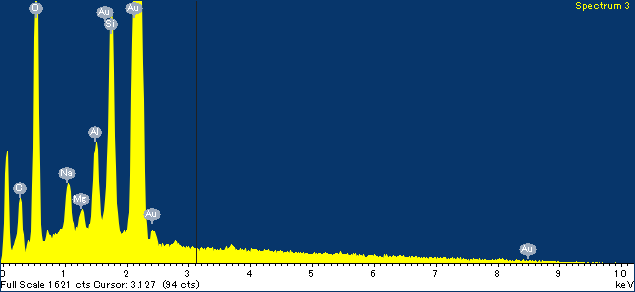 Spectrum 3
O Au Au
Si
Al
Na
C Mg
Au
Au
0 1 2 3 4 5 6 7 8 9 10
Full Scale 1621 cts Cursor: 3.127 (94 cts) keV